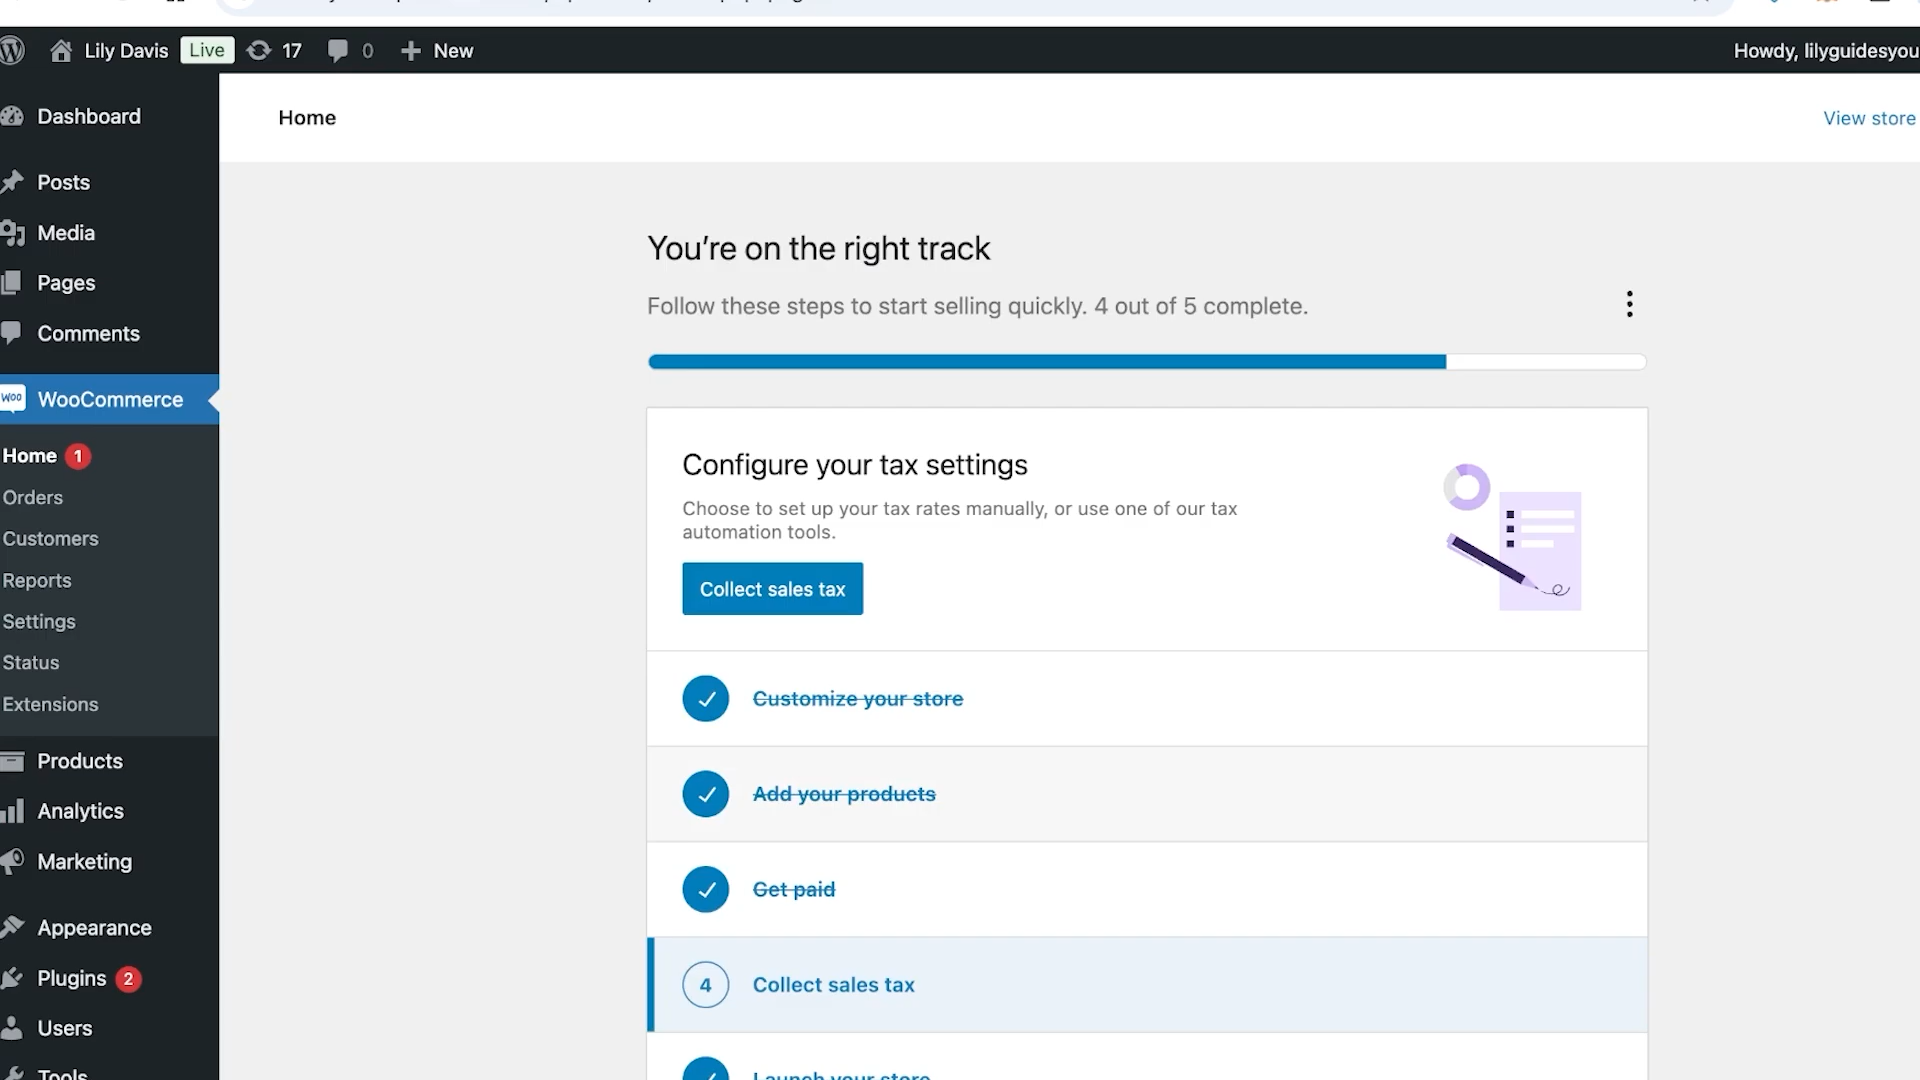 Lily Davis Live 17 0 New
Howdy, lilyguidesyou
Dashboard
Posts
Media
Pages
Comments
WOO WooCommerce
Home 1
Orders
Customers
Reports
Settings
Status
Extensions
Products
Analytics
Marketing
Appearance
Plugins 2
Users
Tools
Home
View store
You're on the right track
Follow these steps to start selling quickly. 4 out of 5 complete.
Configure your tax settings
Choose to set up your tax rates manually, or use one of our tax
automation tools.
Collect sales tax
Customize your store
Add your products
Get paid
4 Collect sales tax
Launch your store